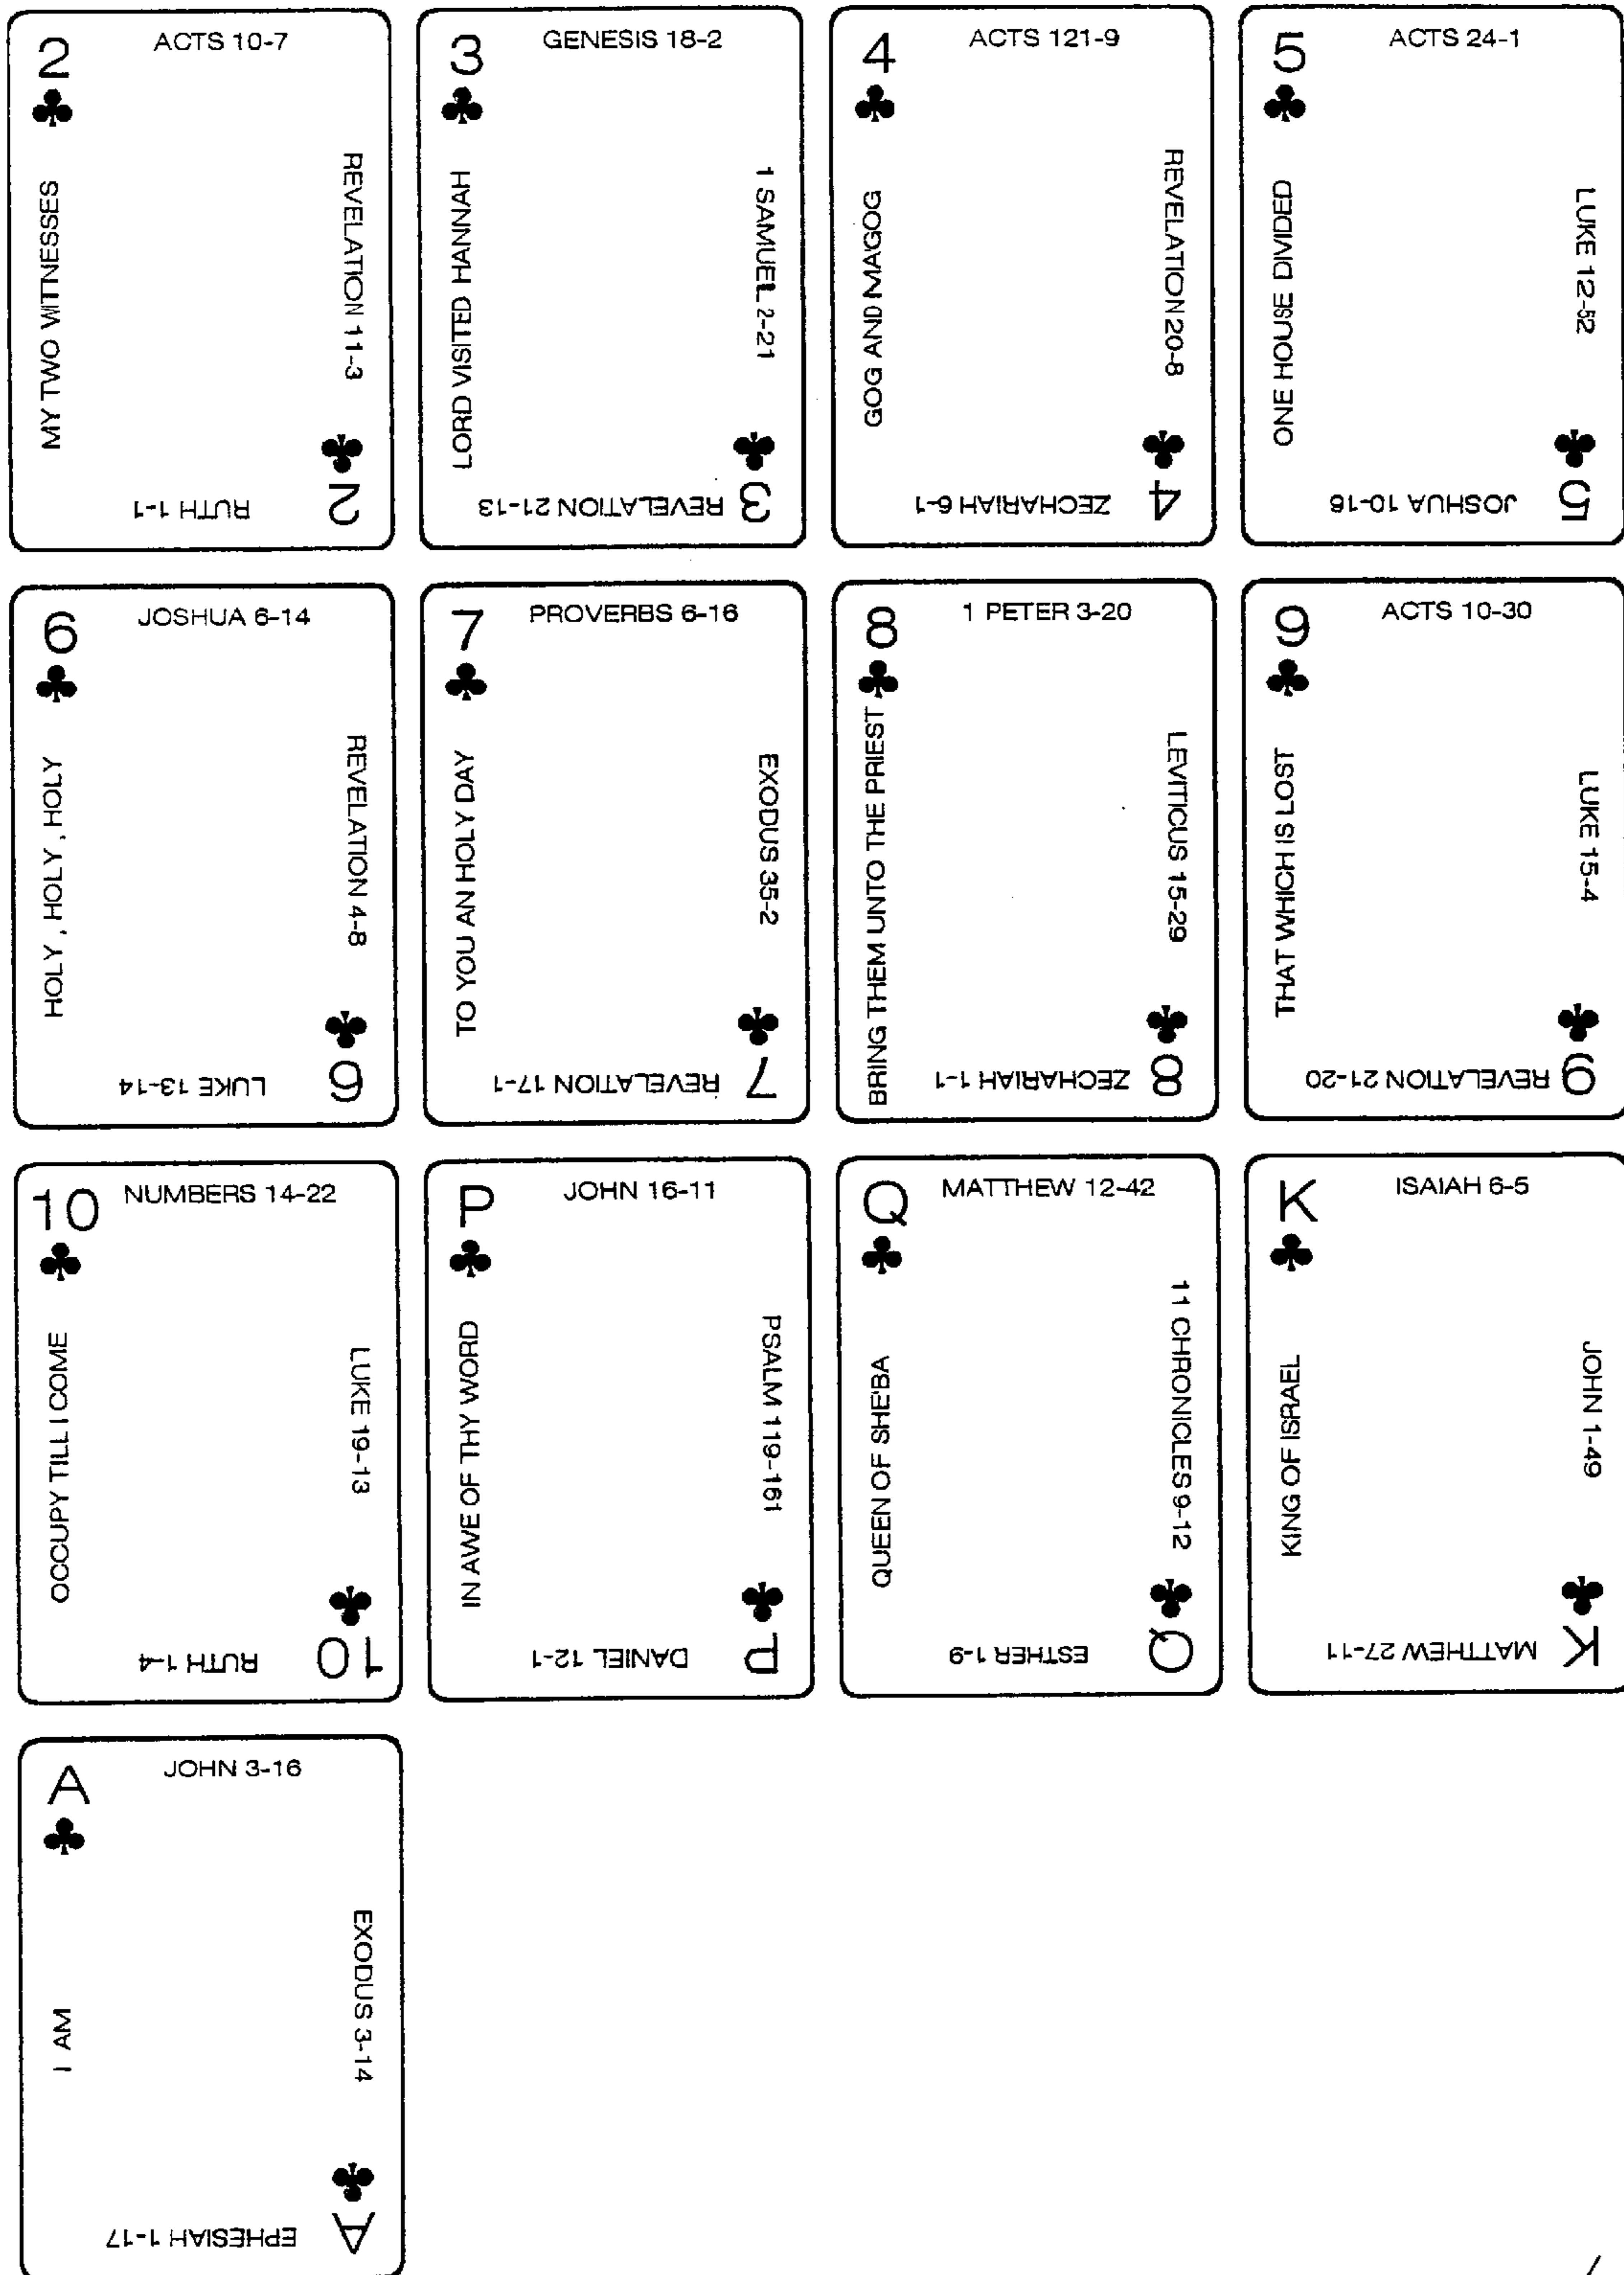 2
ACTS 10-7
MY TWO WITNESSES
REVELATION 11-3
RUTH 1-1
2
3
GENESIS 18-2
LORD VISITED HANNAH
1 SAMUEL 2-21
REVELATION 21-13
3
4
ACTS 121-9
GOG AND MAGOG
REVELATION 20-8
ZECHARIAH 6-1
4
5
ACTS 24-1
ONE HOUSE DIVIDED
LUKE 12-52
JOSHUA 10-16
5
6
JOSHUA 6-14
HOLY , HOLY , HOLY
REVELATION 4-8
LUKE 13-14
6
7
PROVERBS 6-16
TO YOU AN HOLY DAY
EXODUS 35-2
REVELATION 17-1
7
8
1 PETER 3-20
BRING THEM UNTO THE PRIEST
LEVITICUS 15-29
ZECHARIAH 1-1
8
9
ACTS 10-30
THAT WHICH IS LOST
LUKE 15-4
REVELATION 21-20
9
10
NUMBERS 14-22
OCCUPY TILL I COME
LUKE 19-13
RUTH 1-4
10
P
JOHN 16-11
IN AWE OF THY WORD
PSALM 119-161
DANIEL 12-1
P
Q
MATTHEW 12-42
QUEEN OF SHE'BA
11 CHRONICLES 9-12
ESTHER 1-9
Q
K
ISAIAH 6-5
KING OF ISRAEL
JOHN 1-49
MATTHEW 27-11
K
A
JOHN 3-16
I AM
EXODUS 3-14
EPHESIAH 1-17
A